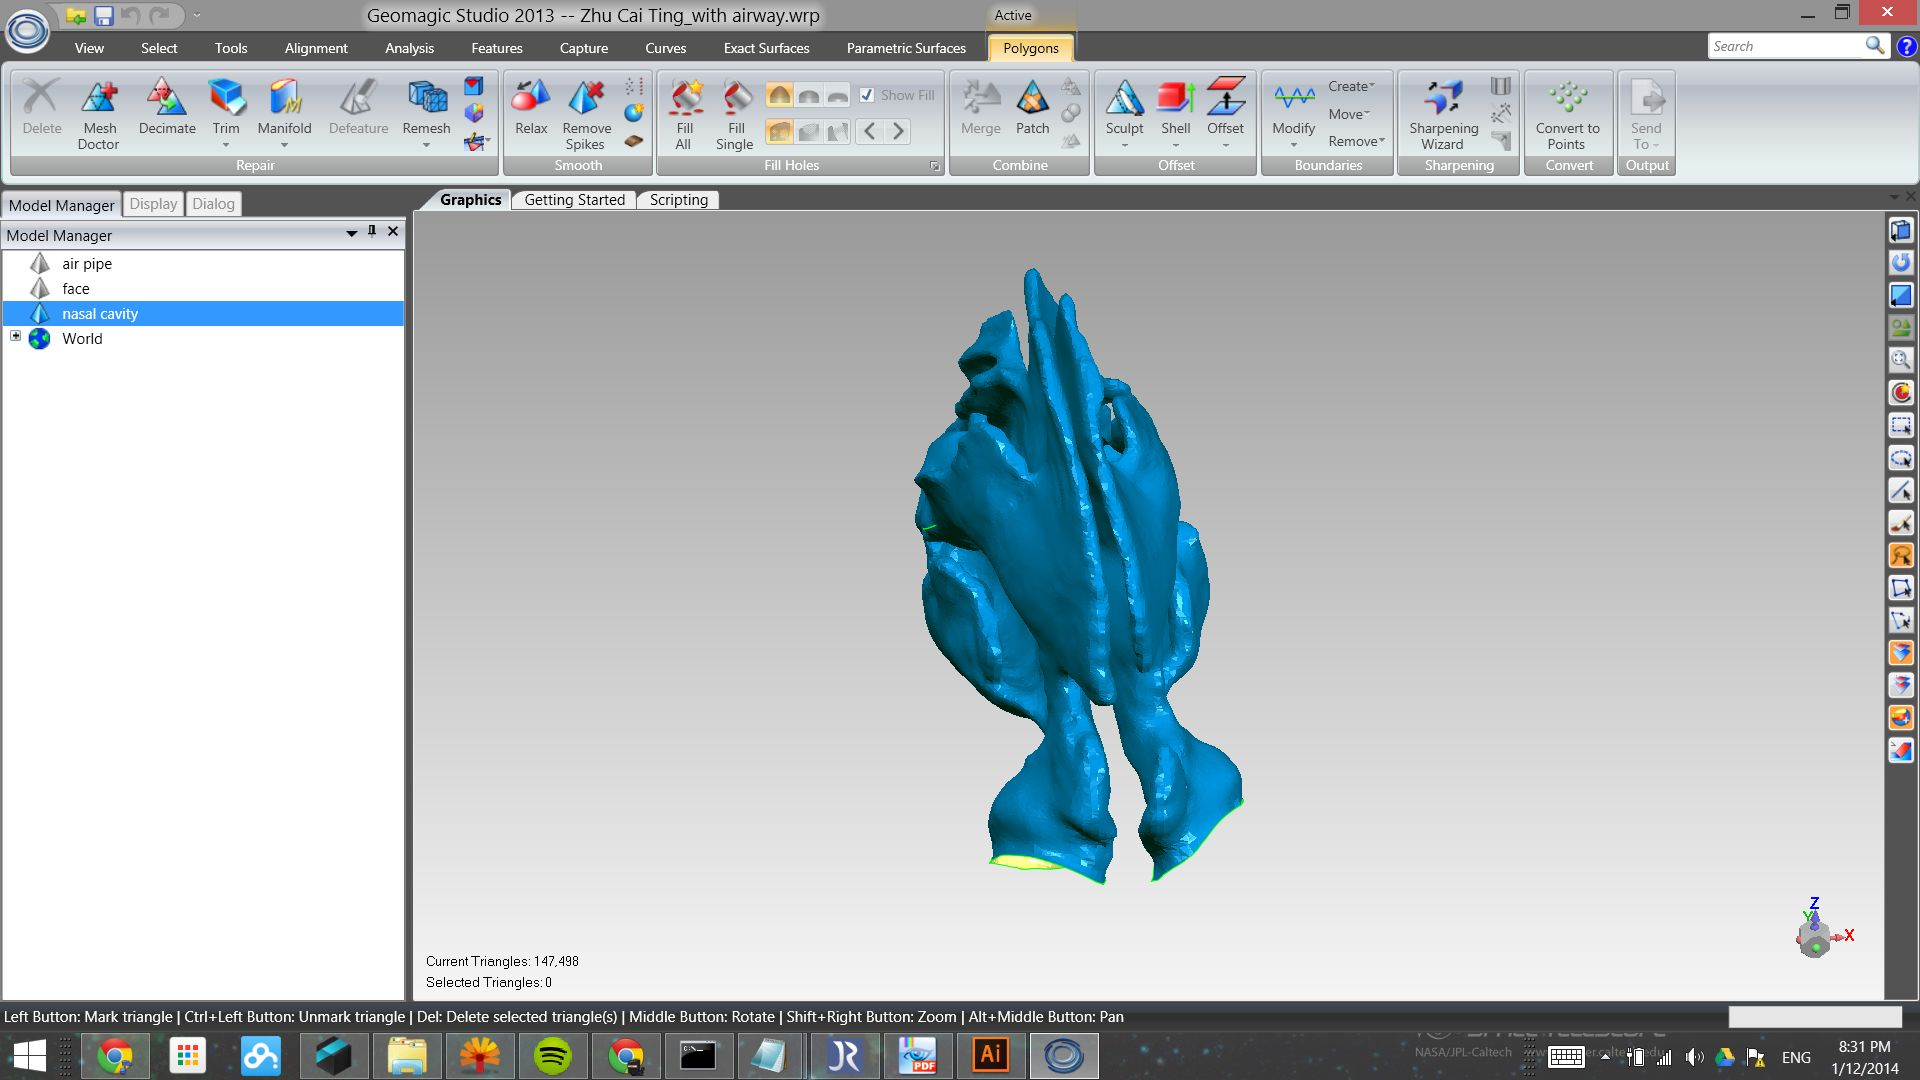 Geomagic Studio 2013 -- Zhu Cai Ting_with airway.wrp
Active
View Select Tools Alignment Analysis Features Capture Curves Exact Surfaces Parametric Surfaces Polygons
Search
Delete Mesh Doctor Decimate Trim Manifold Defeature Remesh
Repair
Relax Remove Spikes
Smooth
Fill All Fill Single Show Fill
Fill Holes
Merge Patch
Combine
Sculpt Shell Offset
Offset
Modify Create Move Remove
Boundaries
Sharpening Wizard
Sharpening
Convert to Points
Convert
Send To
Output
Model Manager Display Dialog
Graphics Getting Started Scripting
Model Manager
air pipe
face
nasal cavity
World
Z
Y
X
Current Triangles: 147,498
Selected Triangles: 0
Left Button: Mark triangle | Ctrl+Left Button: Unmark triangle | Del: Delete selected triangle(s) | Middle Button: Rotate | Shift+Right Button: Zoom | Alt+Middle Button: Pan
C:\_
JR
PDF
Ai
NASA/JPL-Caltech
ENG
8:31 PM
1/12/2014